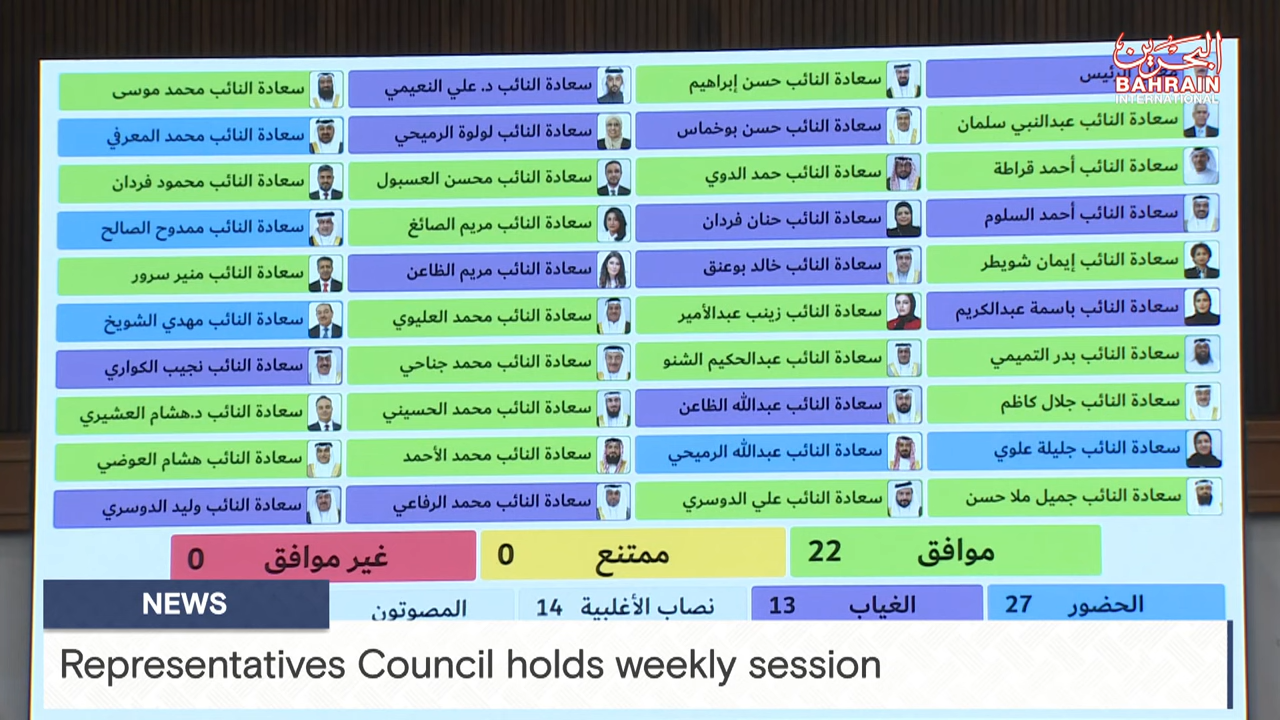 البحرين
BAHRAIN
INTERNATIONAL
الرئيس
سعادة النائب حسن إبراهيم
سعادة النائب د. علي النعيمي
سعادة النائب محمد موسى
سعادة النائب عبدالنبي سلمان
سعادة النائب حسن بوخماس
سعادة النائب لولوة الرميحي
سعادة النائب محمد المعرفي
سعادة النائب أحمد قراطة
سعادة النائب حمد الدوي
سعادة النائب محسن العسبول
سعادة النائب محمود فردان
سعادة النائب أحمد السلوم
سعادة النائب حنان فردان
سعادة النائب مريم الصائغ
سعادة النائب ممدوح الصالح
سعادة النائب إيمان شويطر
سعادة النائب خالد بوعنق
سعادة النائب مريم الظاعن
سعادة النائب منير سرور
سعادة النائب باسمة عبدالكريم
سعادة النائب زينب عبدالأمير
سعادة النائب محمد العليوي
سعادة النائب مهدي الشويخ
سعادة النائب بدر التميمي
سعادة النائب عبدالحكيم الشنو
سعادة النائب محمد جناحي
سعادة النائب نجيب الكواري
سعادة النائب جلال كاظم
سعادة النائب عبدالله الظاعن
سعادة النائب محمد الحسيني
سعادة النائب د.هشام العشيري
سعادة النائب جليلة علوي
سعادة النائب عبدالله الرميحي
سعادة النائب محمد الأحمد
سعادة النائب هشام العوضي
سعادة النائب جميل ملا حسن
سعادة النائب علي الدوسري
سعادة النائب محمد الرفاعي
سعادة النائب وليد الدوسري
موافق 22
ممتنع 0
غير موافق 0
الحضور 27
الغياب 13
نصاب الأغلبية 14
المصوتون
NEWS
Representatives Council holds weekly session